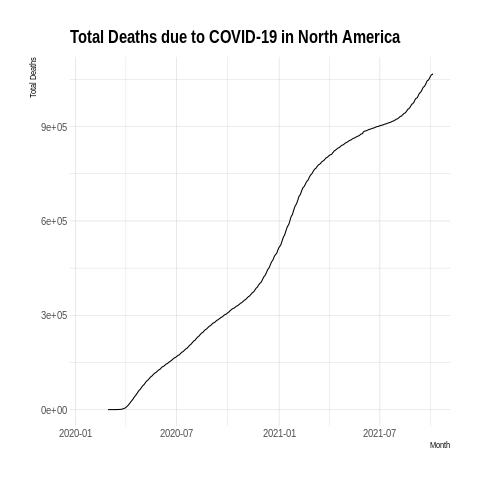 Total Deaths due to COVID-19 in North America
Total Deaths
9e+05
6e+05
3e+05
0e+00
2020-01 2020-07 2021-01 2021-07
Month